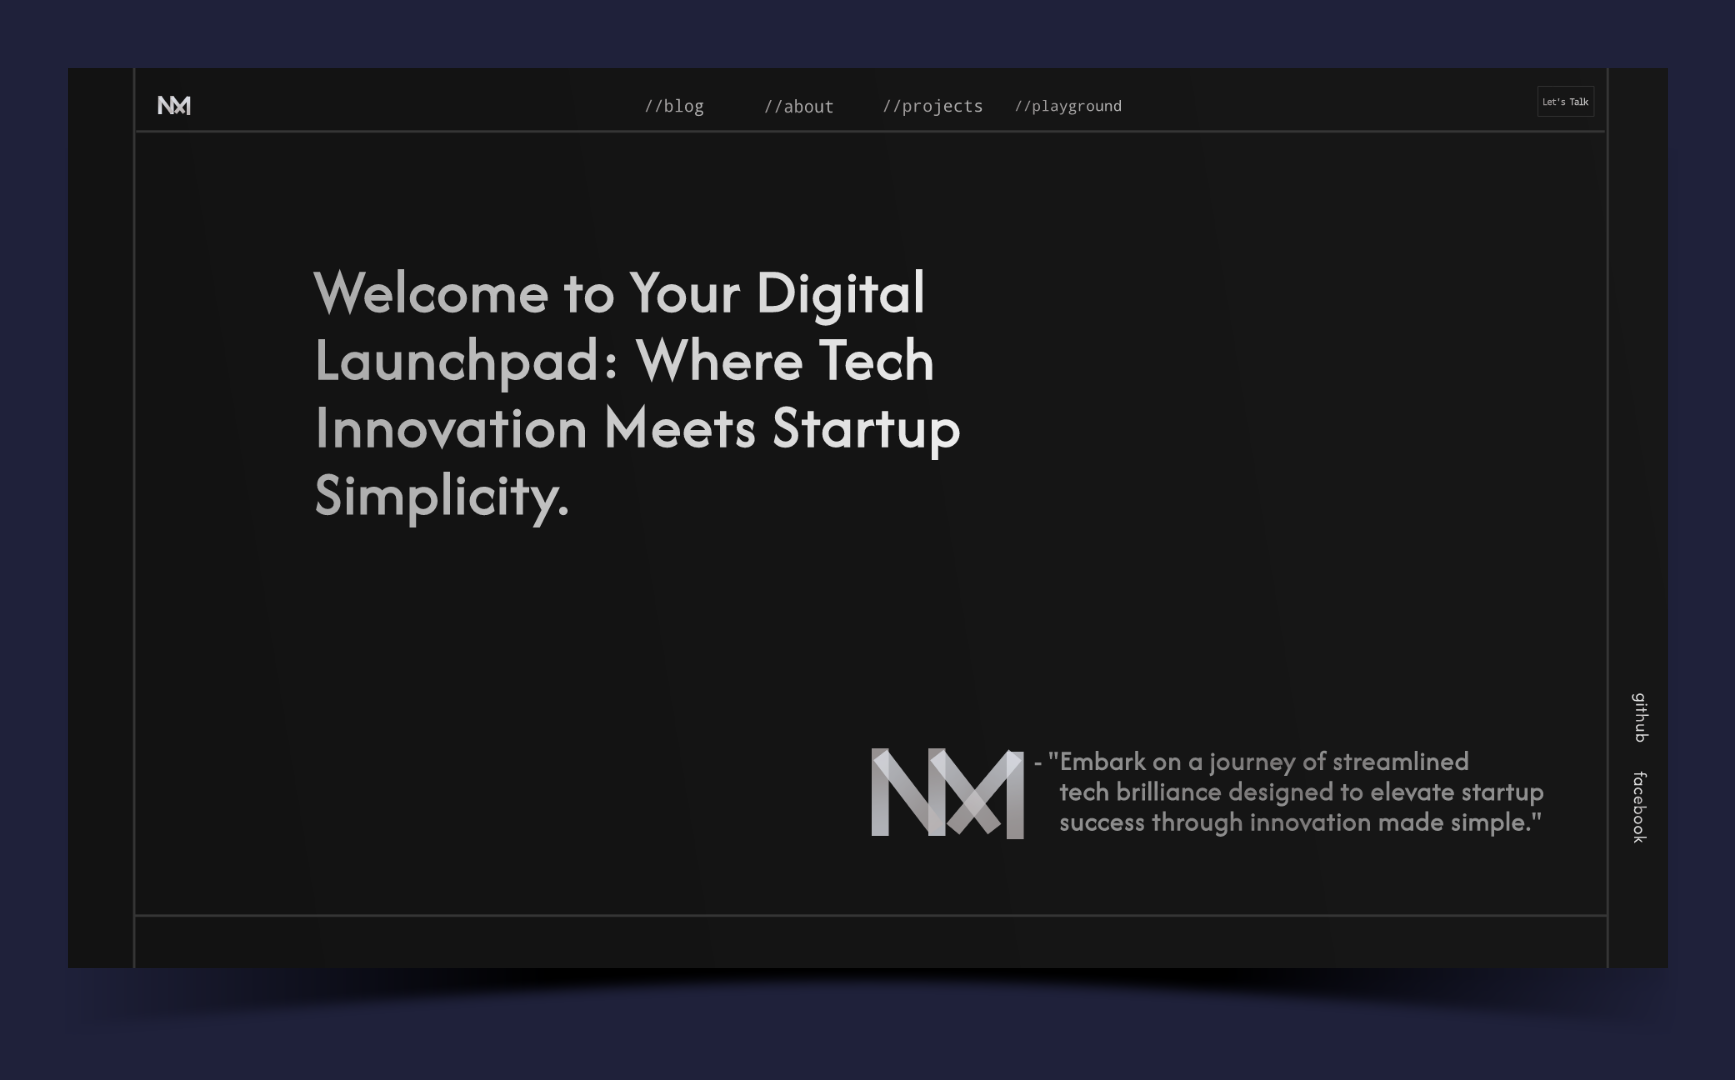 NM
//blog
//about
//projects
//playground
Let's Talk
Welcome to Your Digital
Launchpad: Where Tech
Innovation Meets Startup
Simplicity.
NM
- "Embark on a journey of streamlined
tech brilliance designed to elevate startup
success through innovation made simple."
github
facebook